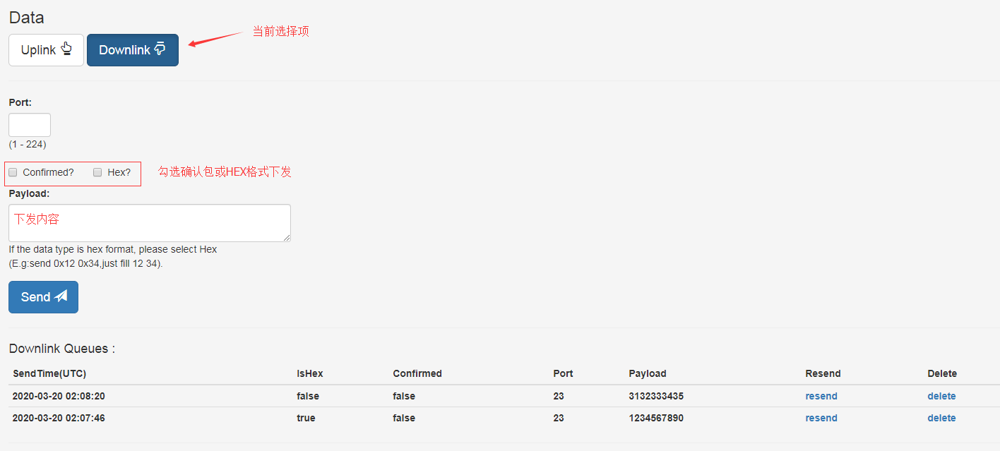 Data
Uplink Downlink 当前选择项
Port:
(1 - 224)
Confirmed? Hex? 勾选确认包或HEX格式下发
Payload:
下发内容
If the data type is hex format, please select Hex
(E.g:send 0x12 0x34,just fill 12 34).
Send
Downlink Queues :
SendTime(UTC) IsHex Confirmed Port Payload Resend Delete
2020-03-20 02:08:20 false false 23 3132333435 resend delete
2020-03-20 02:07:46 true false 23 1234567890 resend delete